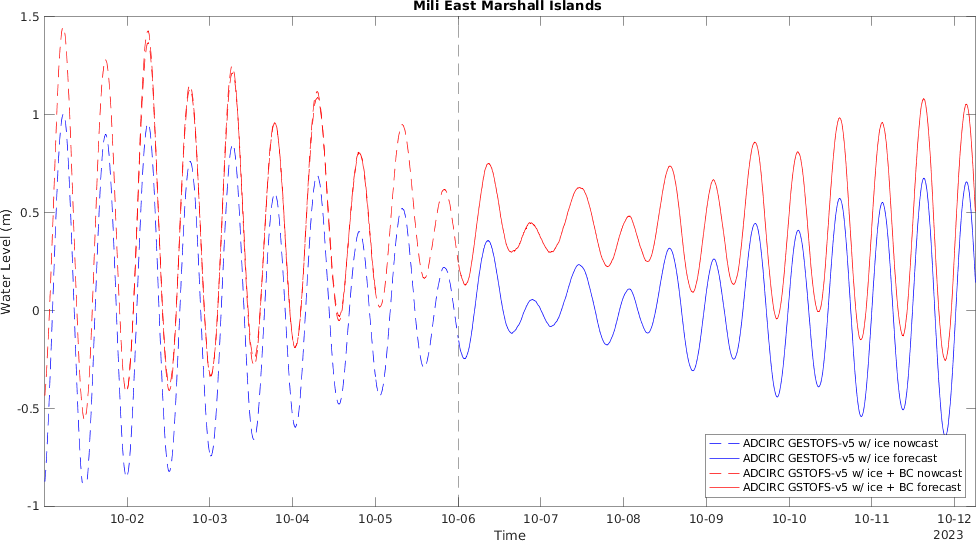 Mili East Marshall Islands
1.5
1
0.5
0
-0.5
-1
Water Level (m)
10-02 10-03 10-04 10-05 10-06 10-07 10-08 10-09 10-10 10-11 10-12
2023
Time
ADCIRC GESTOFS-v5 w/ ice nowcast
ADCIRC GESTOFS-v5 w/ ice forecast
ADCIRC GSTOFS-v5 w/ ice + BC nowcast
ADCIRC GSTOFS-v5 w/ ice + BC forecast